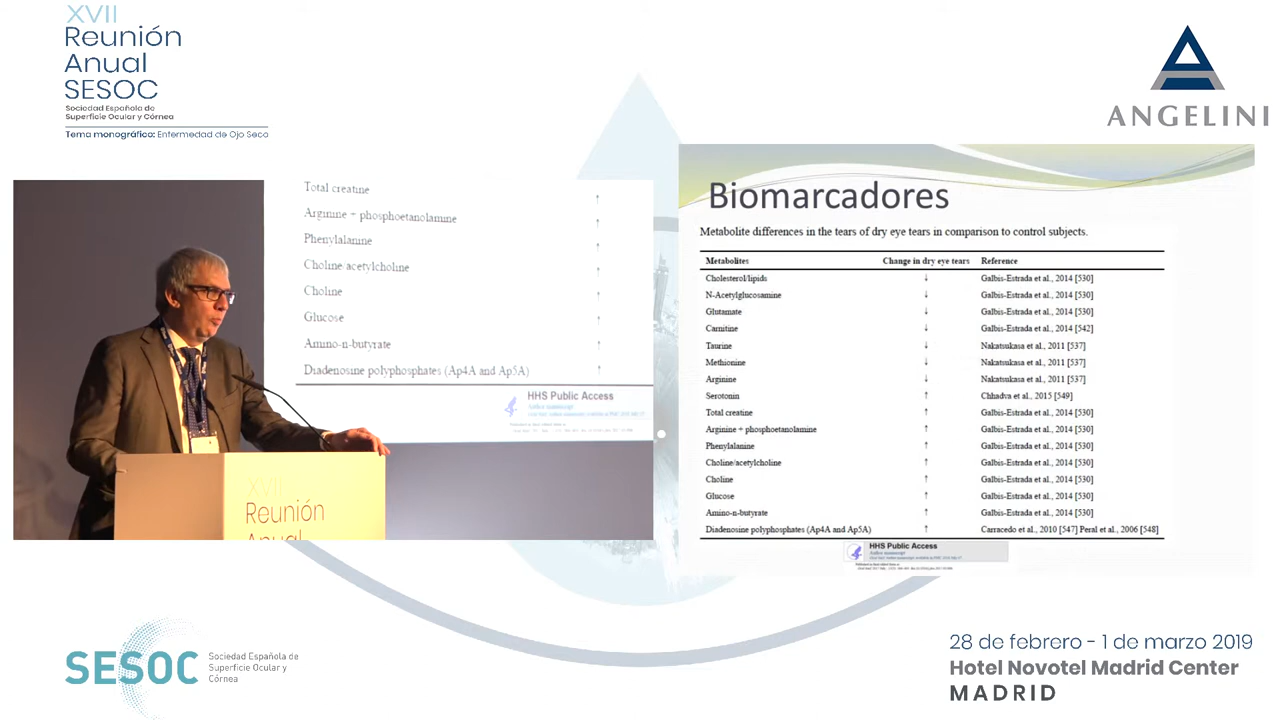 XVII
Reunión
Anual
SESOC
Sociedad Española de
Superficie Ocular y Córnea
Tema monográfico: Enfermedad de Ojo Seco
ANGELINI
Total creatine ↑
Arginine + phosphoetanolamine ↑
Phenylalanine ↑
Choline/acetylcholine ↑
Choline ↑
Glucose ↑
Amino-n-butyrate ↑
Diadenosine polyphosphates (Ap4A and Ap5A) ↑
HHS Public Access
Author manuscript
XVII
Reunión
Anual
Biomarcadores
Metabolite differences in the tears of dry eye tears in comparison to control subjects.
Metabolites Change in dry eye tears Reference
Cholesterol/lipids ↓ Galbis-Estrada et al., 2014 [530]
N-Acetylglucosamine ↓ Galbis-Estrada et al., 2014 [530]
Glutamate ↓ Galbis-Estrada et al., 2014 [530]
Carnitine ↓ Galbis-Estrada et al., 2014 [542]
Taurine ↓ Nakatsukasa et al., 2011 [537]
Methionine ↓ Nakatsukasa et al., 2011 [537]
Arginine ↓ Nakatsukasa et al., 2011 [537]
Serotonin ↑ Chhadva et al., 2015 [549]
Total creatine ↑ Galbis-Estrada et al., 2014 [530]
Arginine + phosphoetanolamine ↑ Galbis-Estrada et al., 2014 [530]
Phenylalanine ↑ Galbis-Estrada et al., 2014 [530]
Choline/acetylcholine ↑ Galbis-Estrada et al., 2014 [530]
Choline ↑ Galbis-Estrada et al., 2014 [530]
Glucose ↑ Galbis-Estrada et al., 2014 [530]
Amino-n-butyrate ↑ Galbis-Estrada et al., 2014 [530]
Diadenosine polyphosphates (Ap4A and Ap5A) ↑ Carracedo et al., 2010 [547] Peral et al., 2006 [548]
HHS Public Access
Author manuscript
SESOC
Sociedad Española de
Superficie Ocular y
Córnea
28 de febrero - 1 de marzo 2019
Hotel Novotel Madrid Center
MADRID